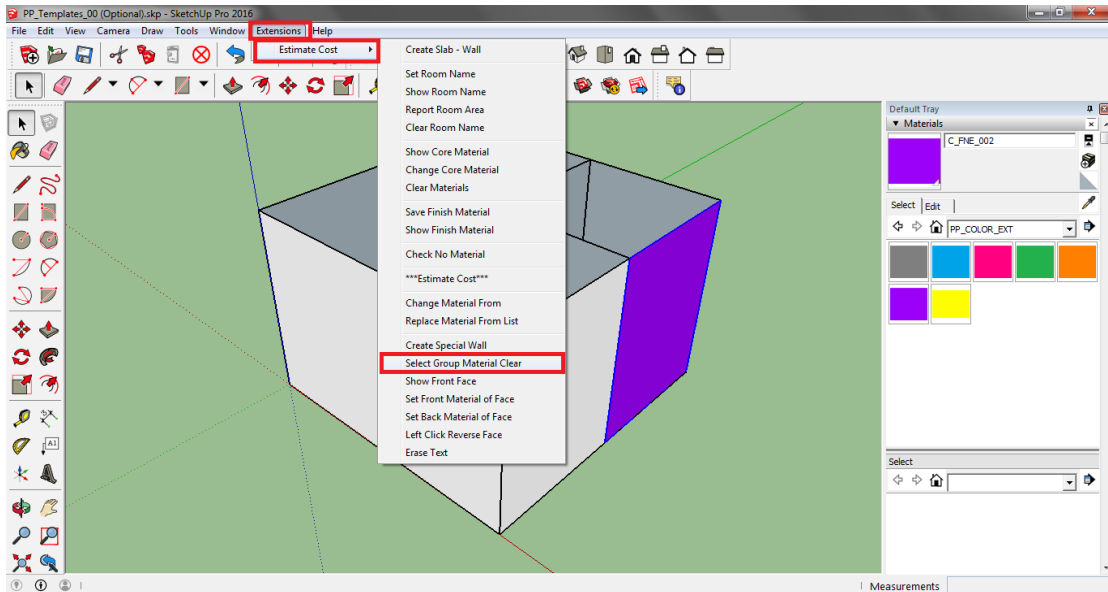 PP_Templates_00 (Optional).skp - SketchUp Pro 2016
File Edit View Camera Draw Tools Window Extensions Help
Estimate Cost
Create Slab - Wall
Set Room Name
Show Room Name
Report Room Area
Clear Room Name
Show Core Material
Change Core Material
Clear Materials
Save Finish Material
Show Finish Material
Check No Material
***Estimate Cost***
Change Material From
Replace Material From List
Create Special Wall
Select Group Material Clear
Show Front Face
Set Front Material of Face
Set Back Material of Face
Left Click Reverse Face
Erase Text
Default Tray
Materials
C_FNE_002
Select Edit
PP_COLOR_EXT
Select
A1
Measurements